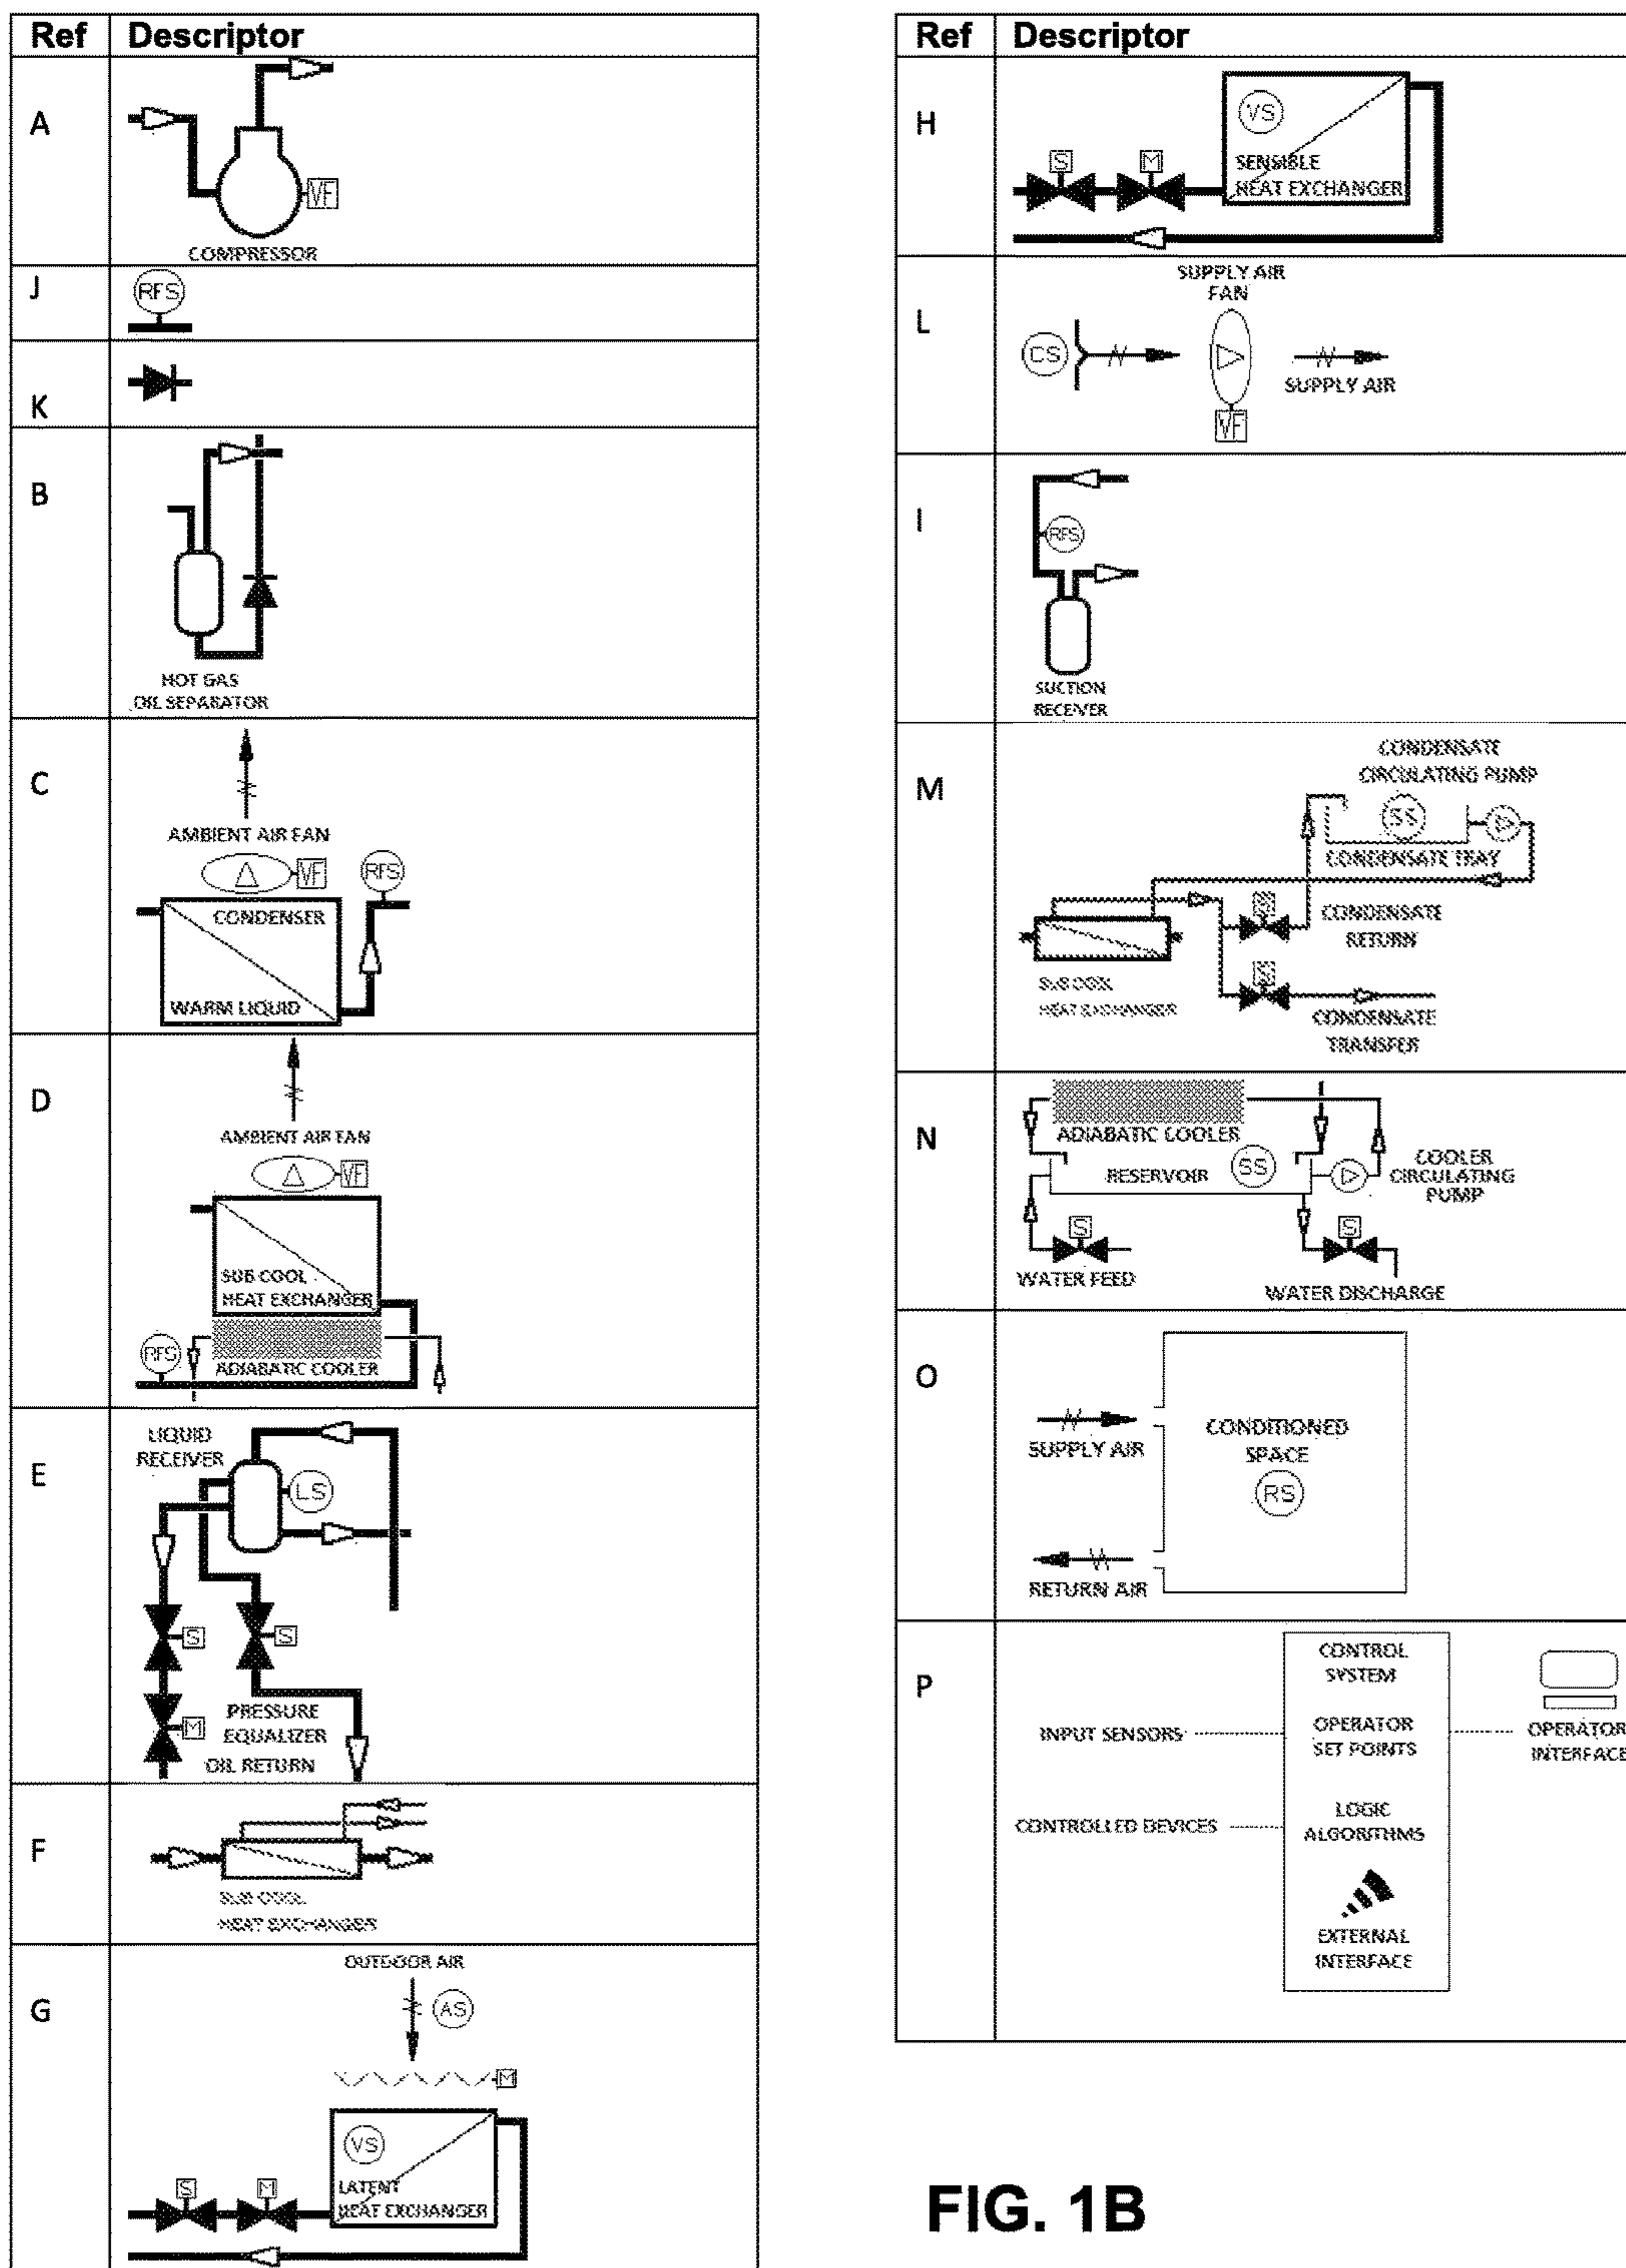 Ref Descriptor
A
VF
COMPRESSOR
J
RFS
K
B
HOT GAS
OIL SEPARATOR
C
AMBIENT AIR FAN
VF
RFS
CONDENSER
WARM LIQUID
D
AMBIENT AIR FAN
VF
SUB COOL
HEAT EXCHANGER
RFS
ADIABATIC COOLER
E
LIQUID
RECEIVER
LS
S
S
M
PRESSURE
EQUALIZER
OIL RETURN
F
SUB COOL
HEAT EXCHANGER
G
OUTDOOR AIR
AS
M
VS
S
M
LATENT
HEAT EXCHANGER
Ref Descriptor
H
VS
S
M
SENSIBLE
HEAT EXCHANGER
L
SUPPLY AIR
FAN
CS
SUPPLY AIR
VF
I
RFS
SUCTION
RECEIVER
M
CONDENSATE
CIRCULATING PUMP
SS
CONDENSATE TRAY
CONDENSATE
RETURN
S
SUB COOL
HEAT EXCHANGER
CONDENSATE
TRANSFER
N
ADIABATIC COOLER
RESERVOIR
SS
COOLER
CIRCULATING
PUMP
S
S
WATER FEED
WATER DISCHARGE
O
SUPPLY AIR
CONDITIONED
SPACE
RS
RETURN AIR
P
CONTROL
SYSTEM
INPUT SENSORS
OPERATOR
SET POINTS
OPERATOR
INTERFACE
CONTROLLED DEVICES
LOGIC
ALGORITHMS
EXTERNAL
INTERFACE
FIG. 1B